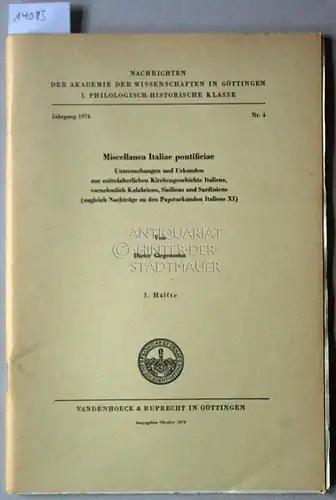 14083
NACHRICHTEN
DER AKADEMIE DER WISSENSCHAFTEN IN GÖTTINGEN
I. PHILOLOGISCH-HISTORISCHE KLASSE
Jahrgang 1974 Nr. 4
Miscellanea Italiae pontificiae
Untersuchungen und Urkunden
zur mittelalterlichen Kirchengeschichte Italiens,
vornehmlich Kalabriens, Siziliens und Sardiniens
(zugleich Nachträge zu den Papsturkunden Italiens XI)
ANTIQUARIAT
HINTER DER
STADTMAUER
Von
Dieter Girgensohn
1. Hälfte
VANDENHOECK & RUPRECHT IN GÖTTINGEN
Ausgegeben Oktober 1974